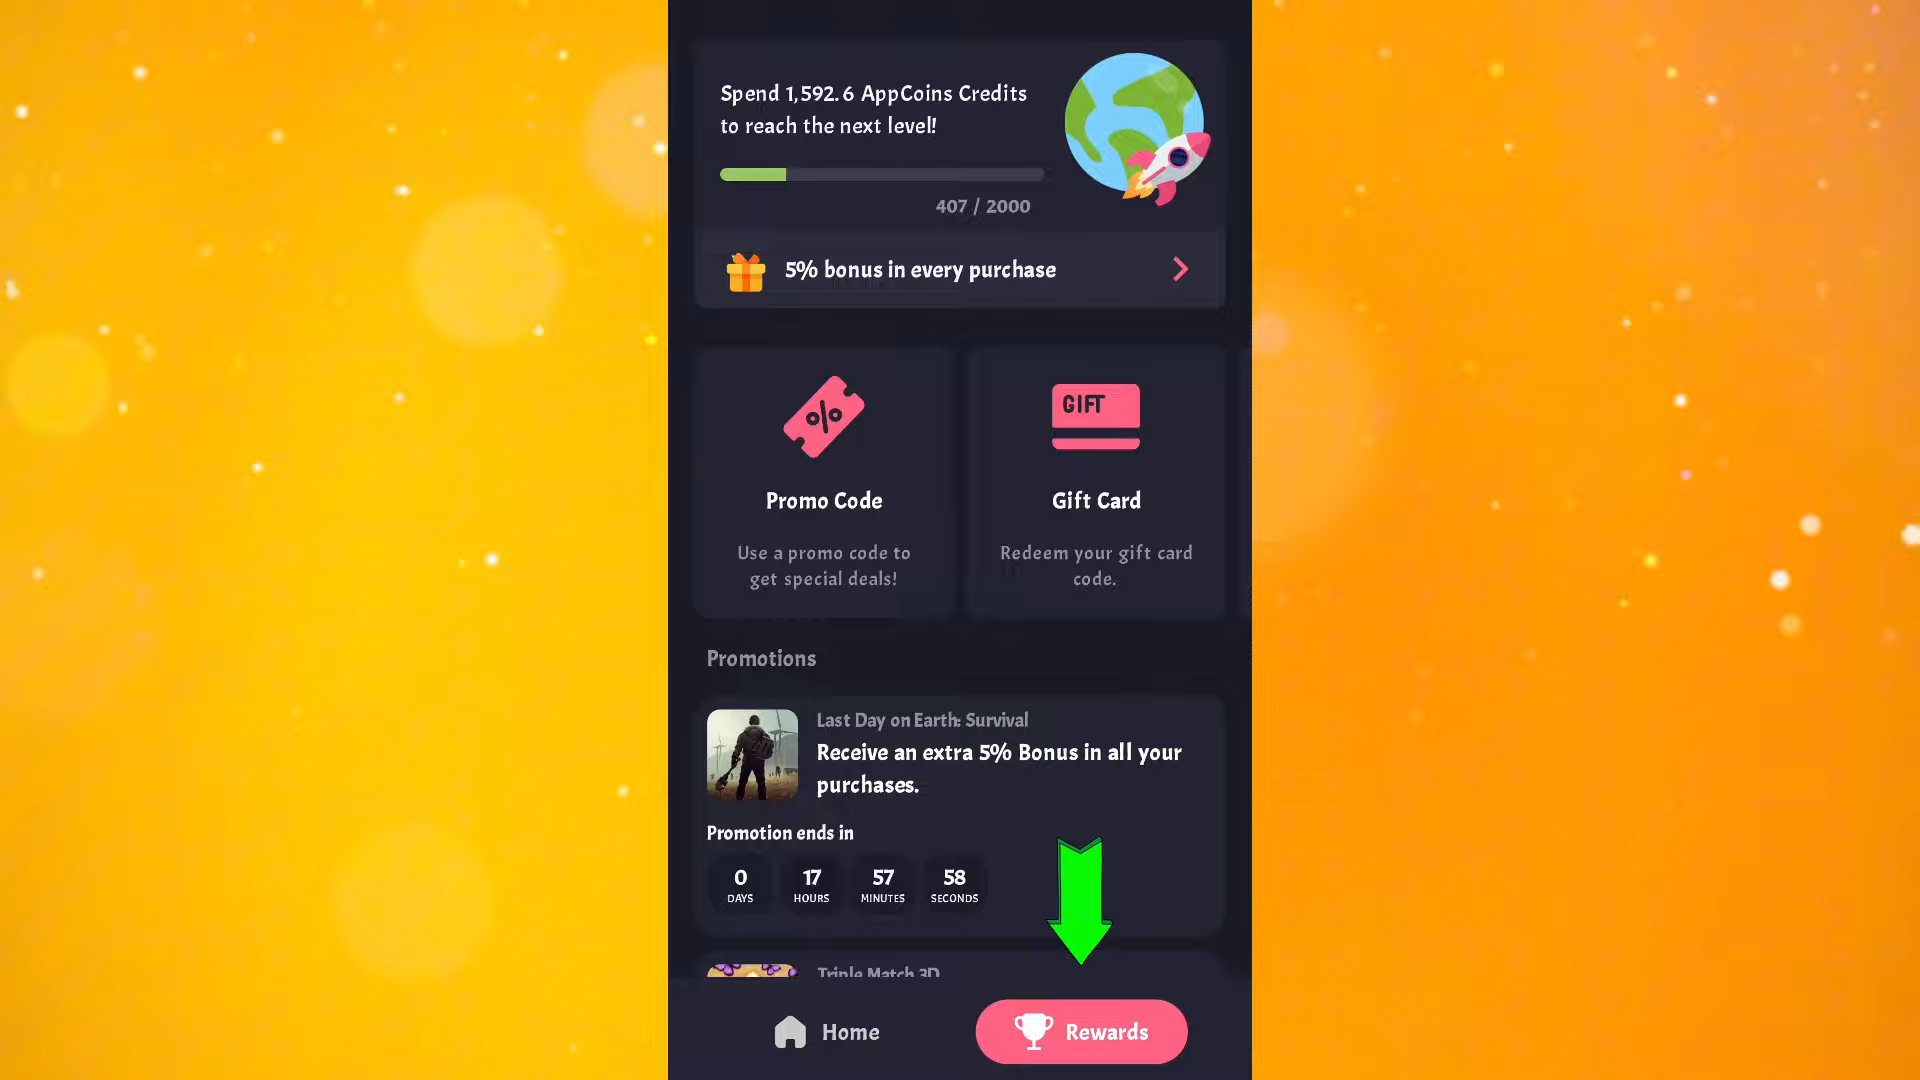 Spend 1,592.6 AppCoins Credits
to reach the next level!
407 / 2000
5% bonus in every purchase
%
GIFT
Promo Code
Gift Card
Use a promo code to
get special deals!
Redeem your gift card
code.
Promotions
Last Day on Earth: Survival
Receive an extra 5% Bonus in all your
purchases.
Promotion ends in
0
17
57
58
DAYS
HOURS
MINUTES
SECONDS
Triple Match 3D
Home
Rewards